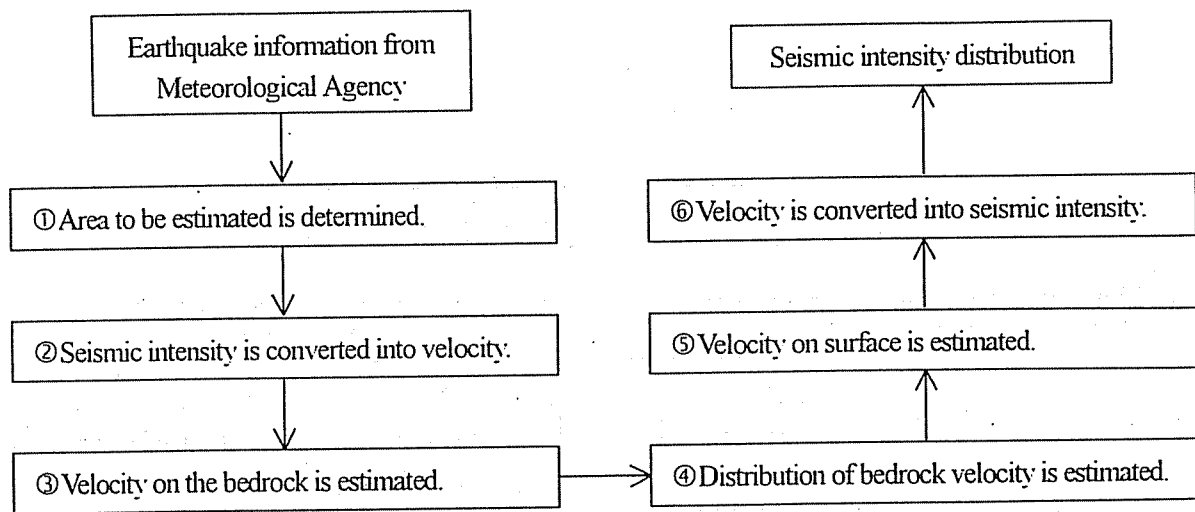 Earthquake information from
Meteorological Agency
①Area to be estimated is determined.
②Seismic intensity is converted into velocity.
③Velocity on the bedrock is estimated.
④Distribution of bedrock velocity is estimated.
⑤Velocity on surface is estimated.
⑥Velocity is converted into seismic intensity.
Seismic intensity distribution